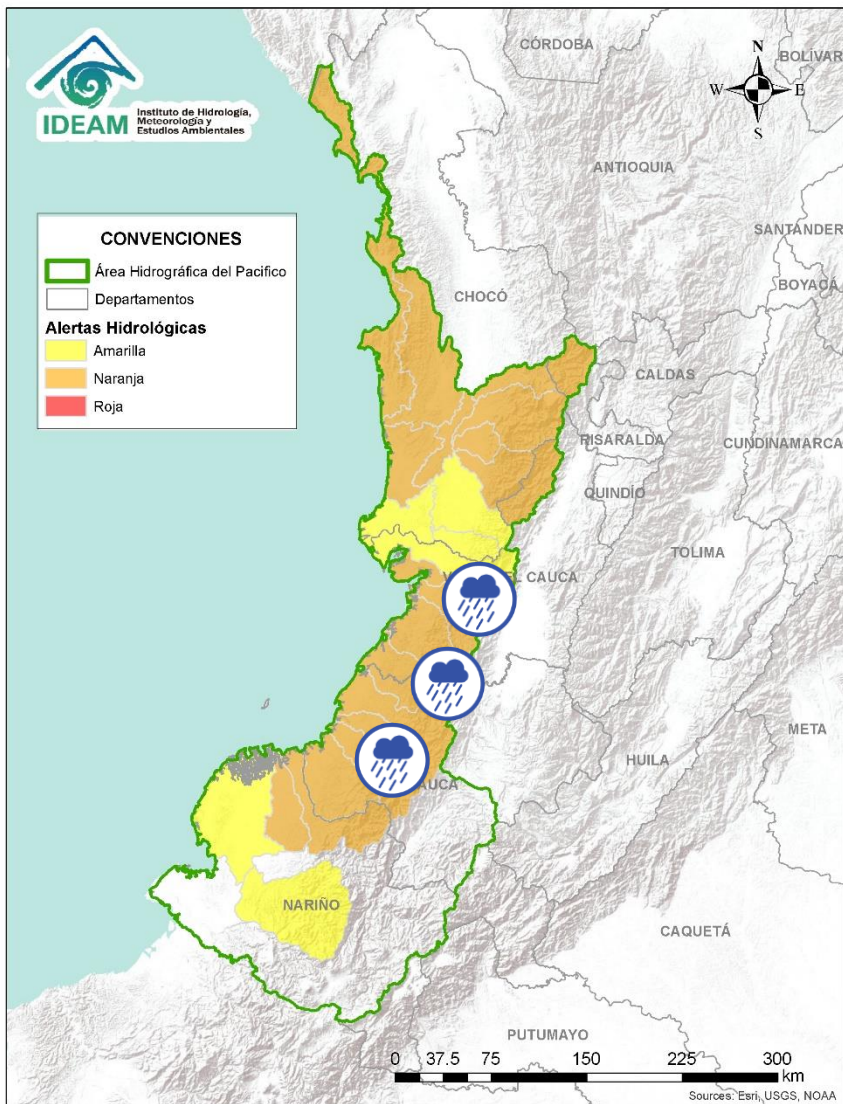 IDEAM
Instituto de Hidrología,
Meteorología y
Estudios Ambientales
CÓRDOBA
BOLÍVAR
N
W
E
S
ANTIOQUIA
SANTANDER
BOYACÁ
CONVENCIONES
Área Hidrográfica del Pacifico
Departamentos
Alertas Hidrológicas
Amarilla
Naranja
Roja
CHOCÓ
CALDAS
RISARALDA
CUNDINAMARCA
QUINDÍO
TOLIMA
EL CAUCA
META
HUILA
AUCA
NARIÑO
CAQUETÁ
PUTUMAYO
0 37.5 75 150 225 300
km
Sources: Esri, USGS, NOAA